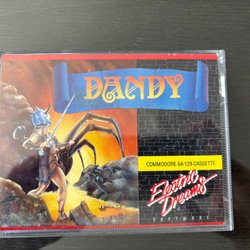 DANDY
COMMODORE 64/128 CASSETTE
Electric
Dreams
SOFTWARE